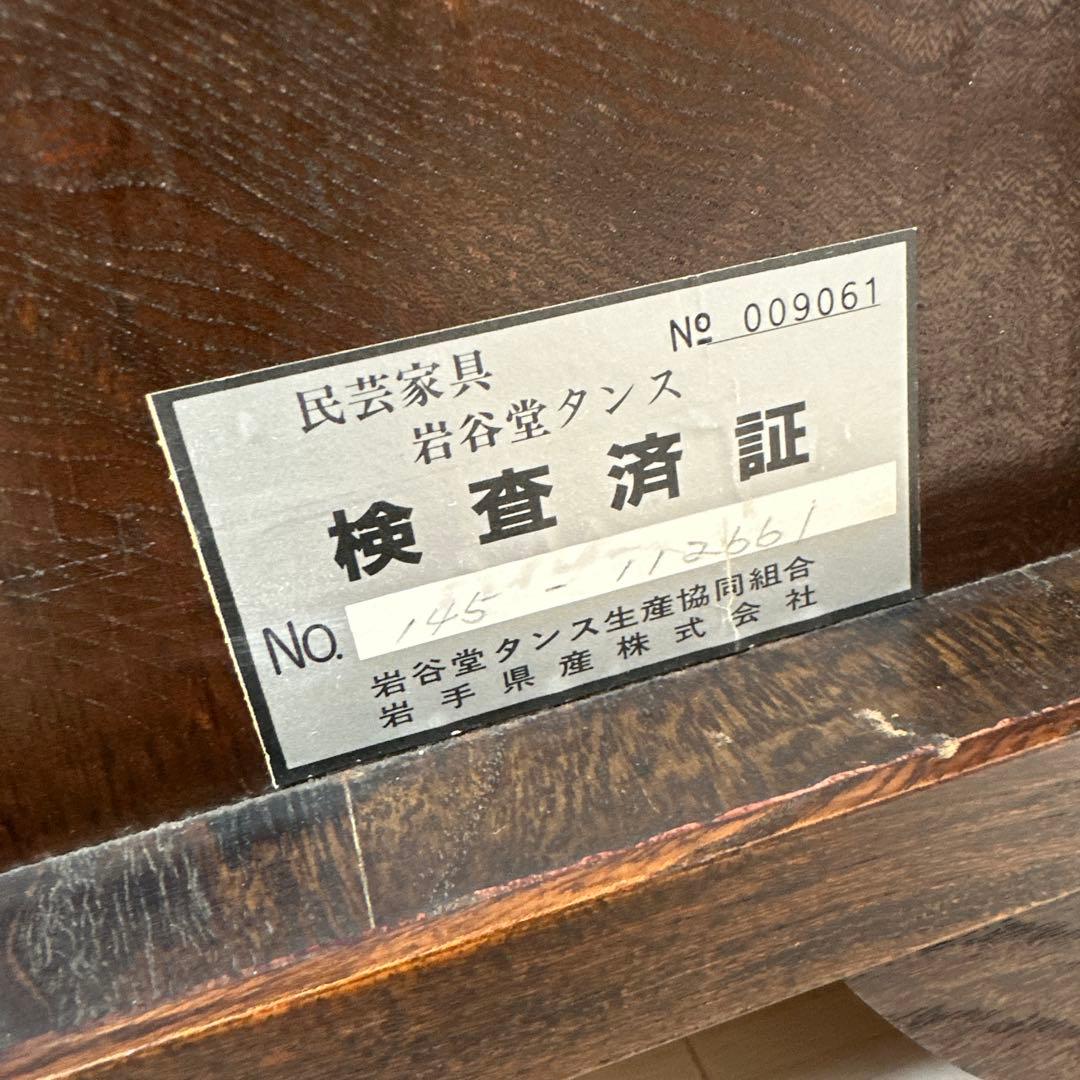 № 009061
民芸家具
岩谷堂タンス
検査済証
No. 145-112661
岩谷堂タンス生産協同組合
岩手県産株式会社